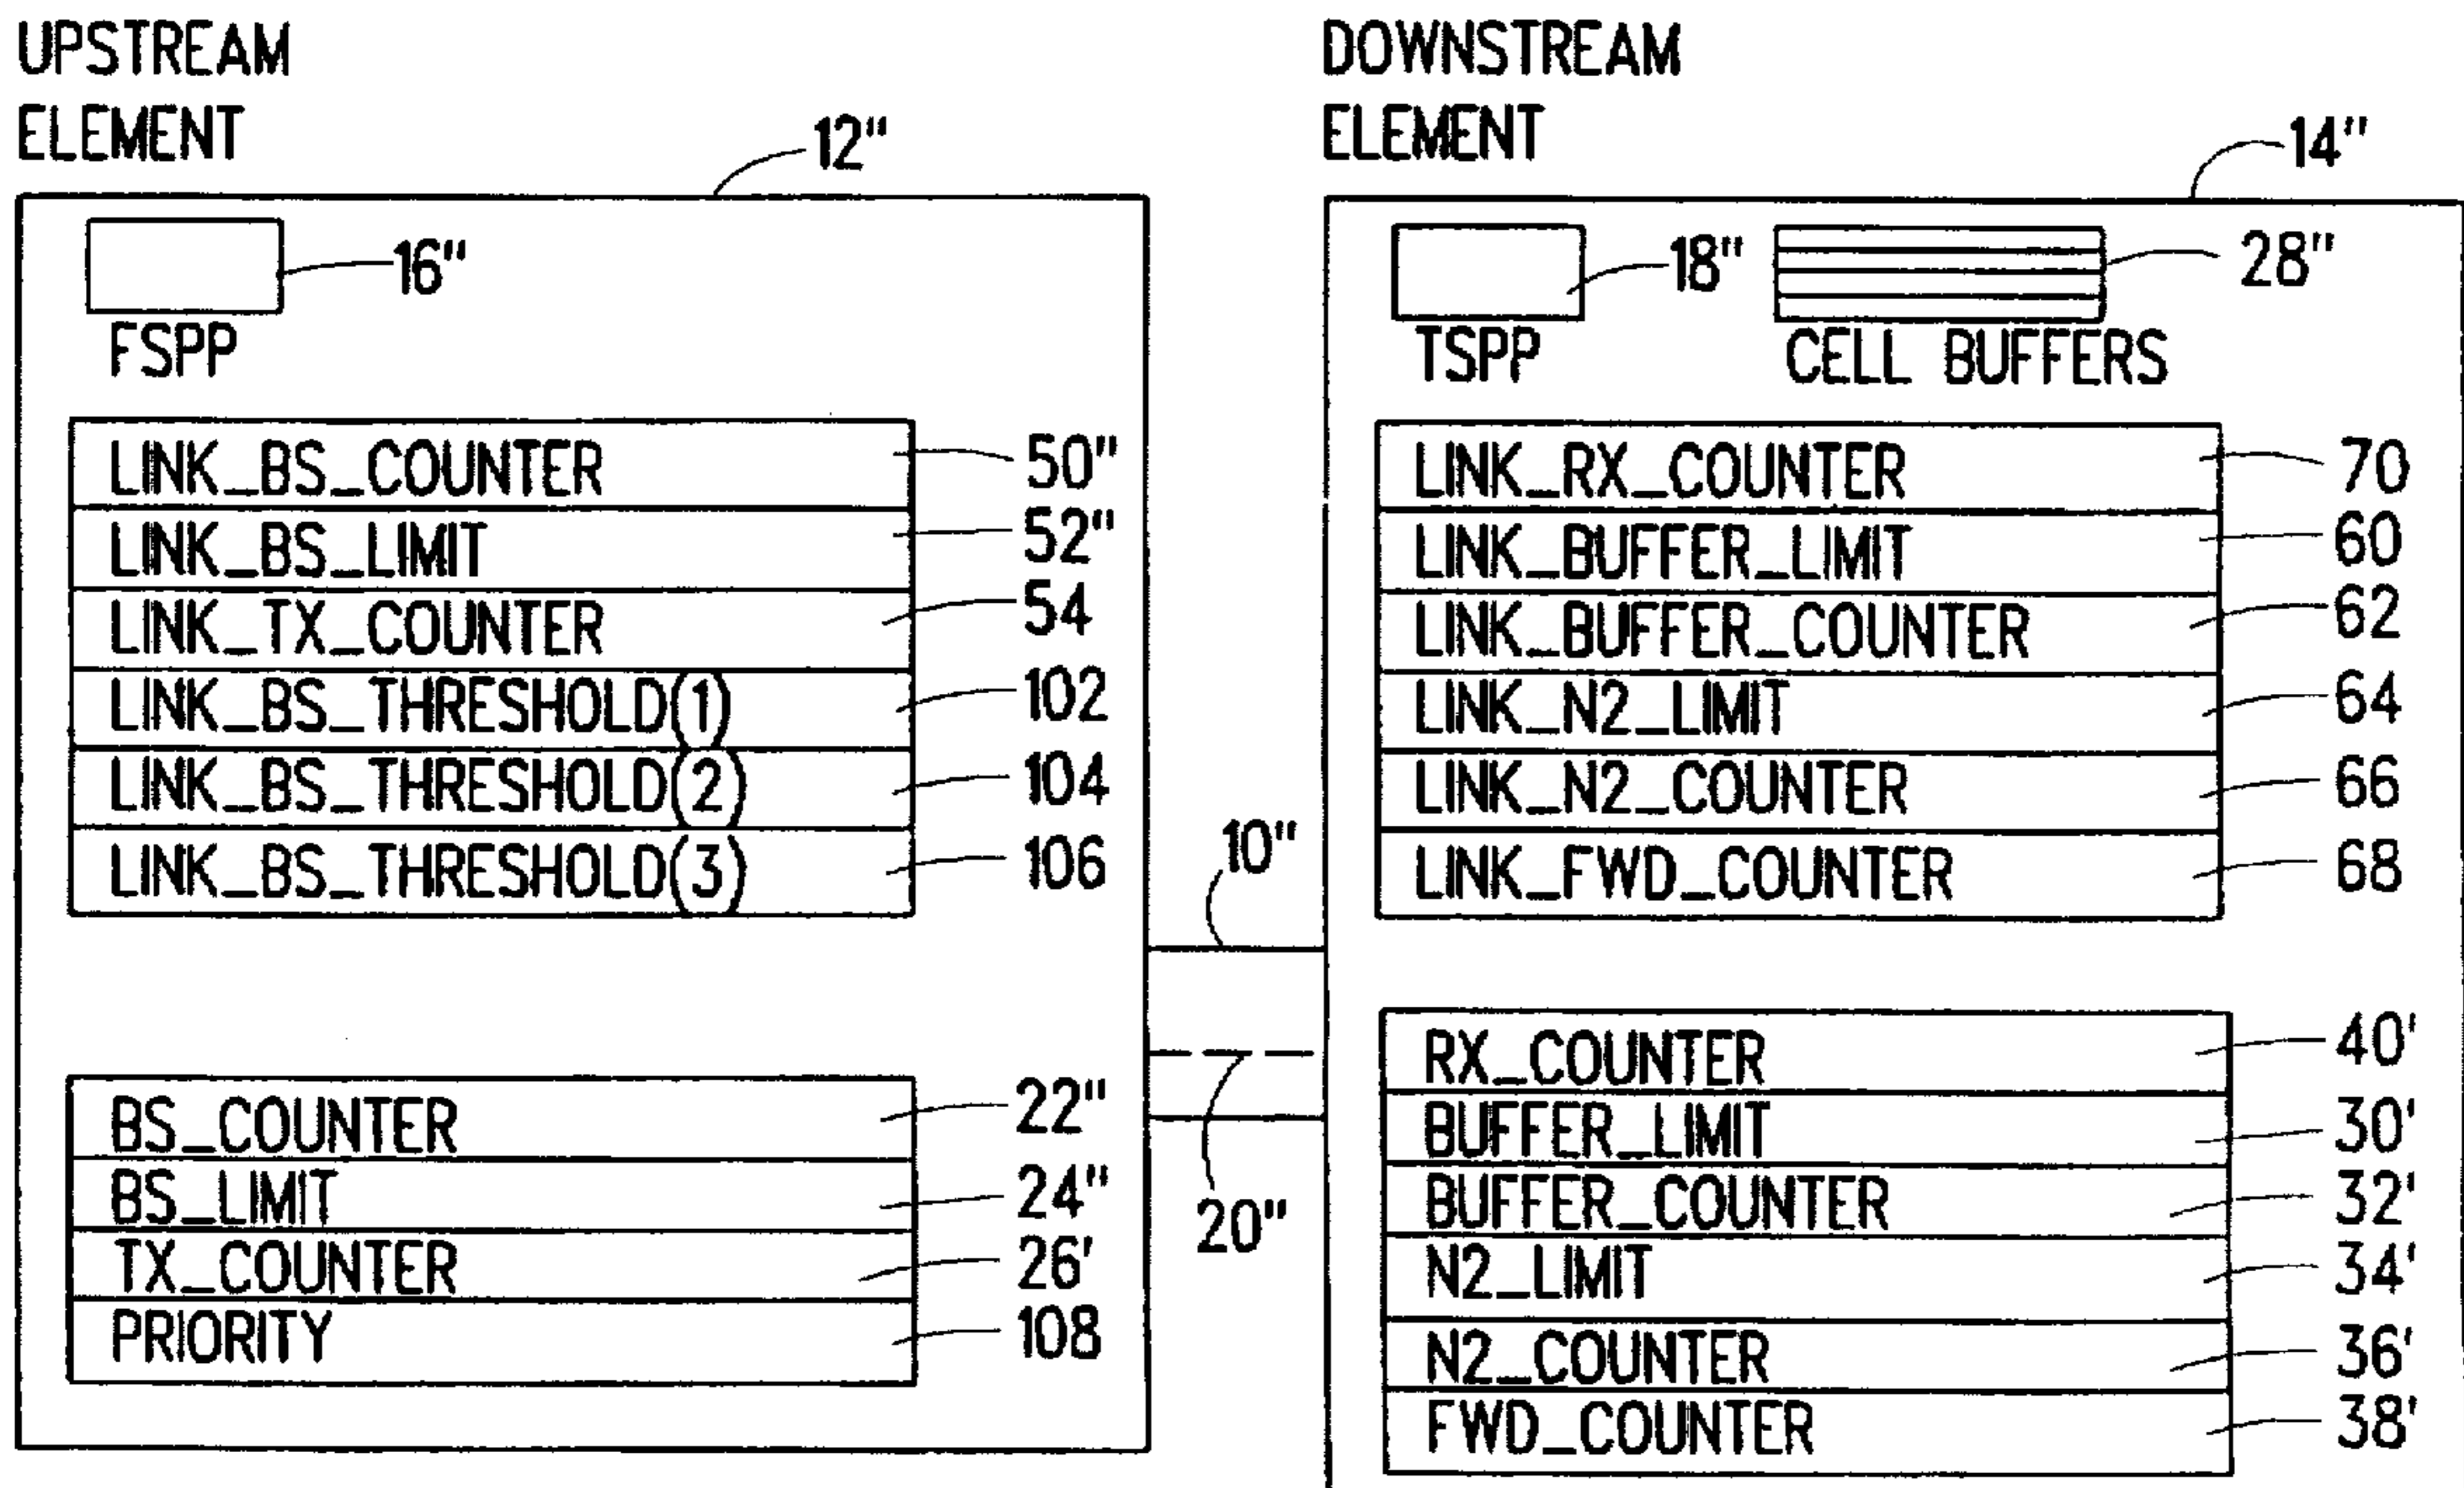 UPSTREAM
ELEMENT
12"
16"
FSPP
LINK_BS_COUNTER 50"
LINK_BS_LIMIT 52"
LINK_TX_COUNTER 54
LINK_BS_THRESHOLD(1) 102
LINK_BS_THRESHOLD(2) 104
LINK_BS_THRESHOLD(3) 106
BS_COUNTER 22"
BS_LIMIT 24"
TX_COUNTER 26'
PRIORITY 108
10"
20"
DOWNSTREAM
ELEMENT
14"
18"
28"
TSPP
CELL BUFFERS
LINK_RX_COUNTER 70
LINK_BUFFER_LIMIT 60
LINK_BUFFER_COUNTER 62
LINK_N2_LIMIT 64
LINK_N2_COUNTER 66
LINK_FWD_COUNTER 68
RX_COUNTER 40'
BUFFER_LIMIT 30'
BUFFER_COUNTER 32'
N2_LIMIT 34'
N2_COUNTER 36'
FWD_COUNTER 38'